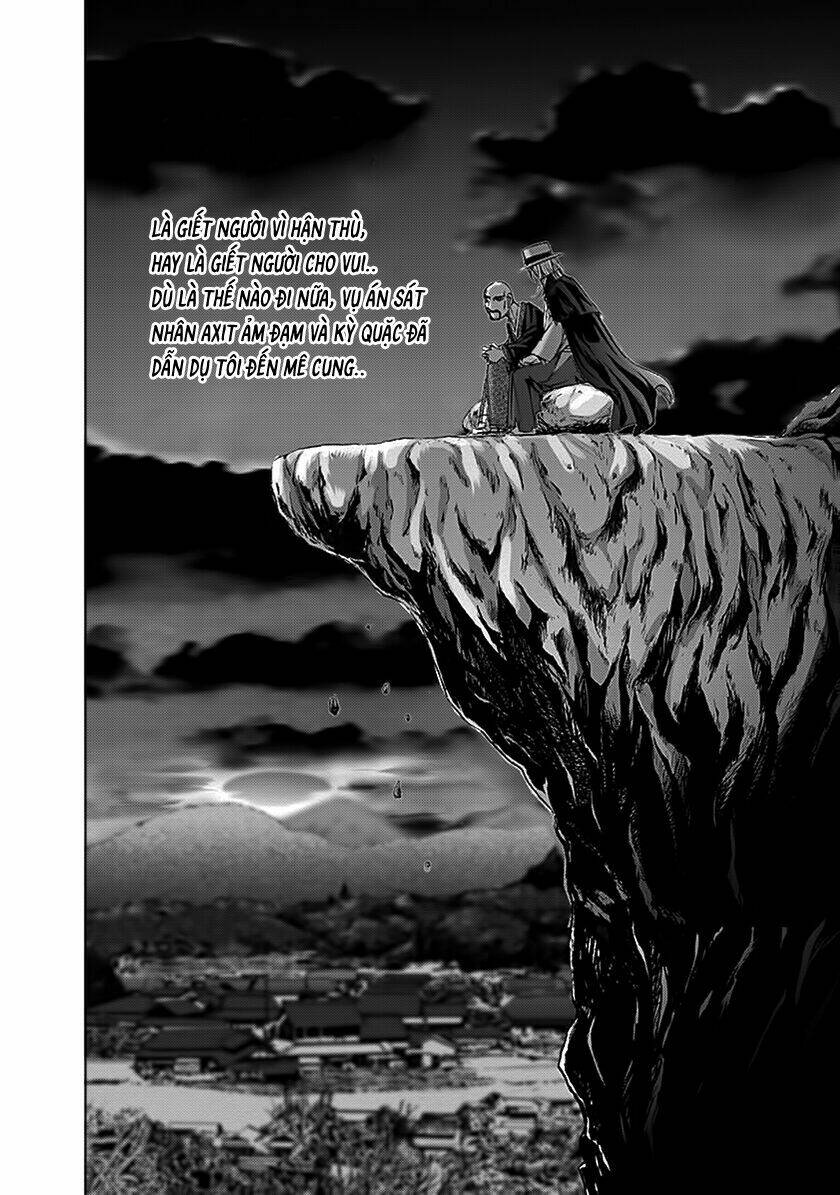 LÀ GIẾT NGƯỜI VÌ HẬN THÙ,
HAY LÀ GIẾT NGƯỜI CHO VUI..
DÙ LÀ THẾ NÀO ĐI NỮA, VỤ ÁN SÁT
NHÂN AXIT ẢM ĐẠM VÀ KỲ QUẶC ĐÃ
DẪN DỤ TÔI ĐẾN MÊ CUNG..